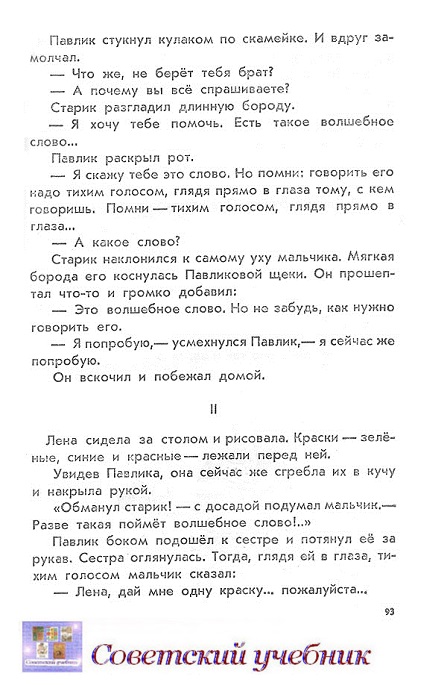 Павлик стукнул кулаком по скамейке. И вдруг за-
молчал.
— Что же, не берёт тебя брат?
— А почему вы всё спрашиваете?
Старик разгладил длинную бороду.
— Я хочу тебе помочь. Есть такое волшебное
слово...
Павлик раскрыл рот.
— Я скажу тебе это слово. Но помни: говорить его
надо тихим голосом, глядя прямо в глаза тому, с кем
говоришь. Помни — тихим голосом, глядя прямо в
глаза...
— А какое слово?
Старик наклонился к самому уху мальчика. Мягкая
борода его коснулась Павликовой щеки. Он прошеп-
тал что-то и громко добавил:
— Это волшебное слово. Но не забудь, как нужно
говорить его.
— Я попробую,— усмехнулся Павлик,— я сейчас же
попробую.
Он вскочил и побежал домой.
II
Лена сидела за столом и рисовала. Краски — зелё-
ные, синие и красные — лежали перед ней.
Увидев Павлика, она сейчас же сгребла их в кучу
и накрыла рукой.
«Обманул старик! — с досадой подумал мальчик.—
Разве такая поймёт волшебное слово!..»
Павлик боком подошёл к сестре и потянул её за
рукав. Сестра оглянулась. Тогда, глядя ей в глаза, ти-
хим голосом мальчик сказал:
— Лена, дай мне одну краску... пожалуйста...
93
Советский учебник